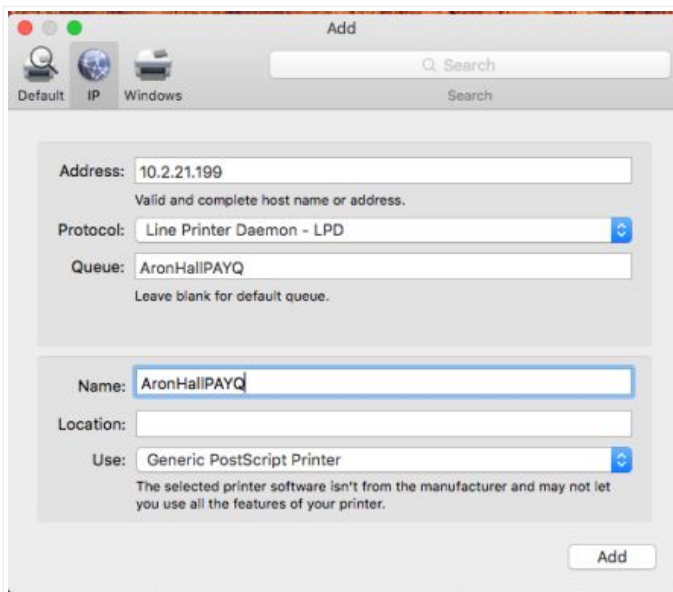 Add
Search
Default IP Windows Search
Address: 10.2.21.199
Valid and complete host name or address.
Protocol: Line Printer Daemon - LPD
Queue: AronHallPAYQ
Leave blank for default queue.
Name: AronHallPAYQ
Location:
Use: Generic PostScript Printer
The selected printer software isn't from the manufacturer and may not let
you use all the features of your printer.
Add